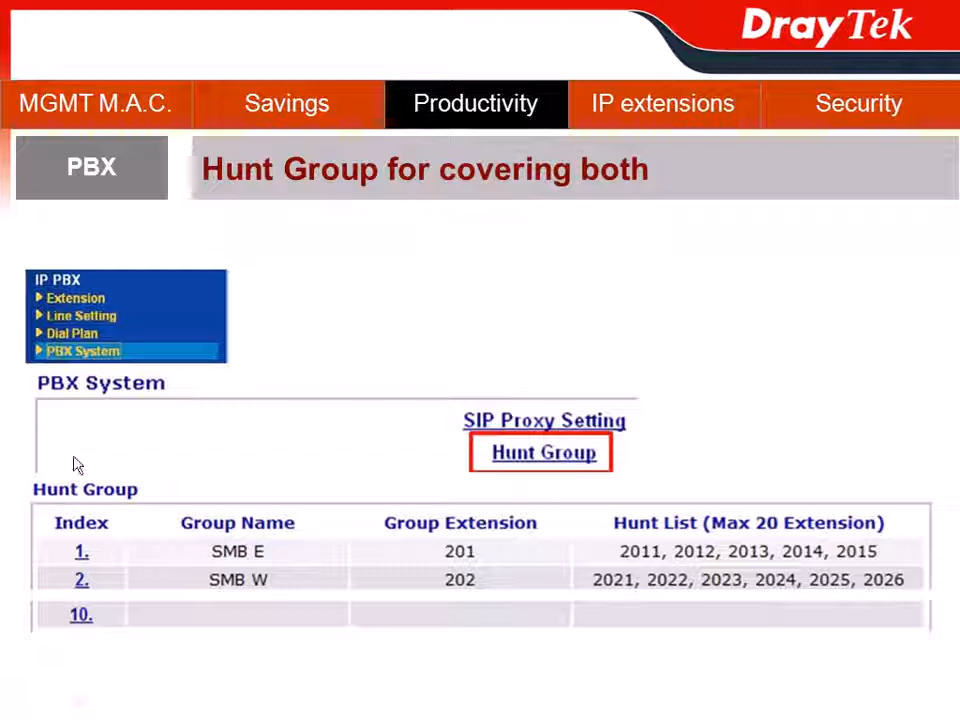 DrayTek
MGMT M.A.C. Savings Productivity IP extensions Security
PBX Hunt Group for covering both
IP PBX
Extension
Line Setting
Dial Plan
PBX System
PBX System
SIP Proxy Setting
Hunt Group
Hunt Group
Index Group Name Group Extension Hunt List (Max 20 Extension)
1. SMB E 201 2011, 2012, 2013, 2014, 2015
2. SMB W 202 2021, 2022, 2023, 2024, 2025, 2026
10.